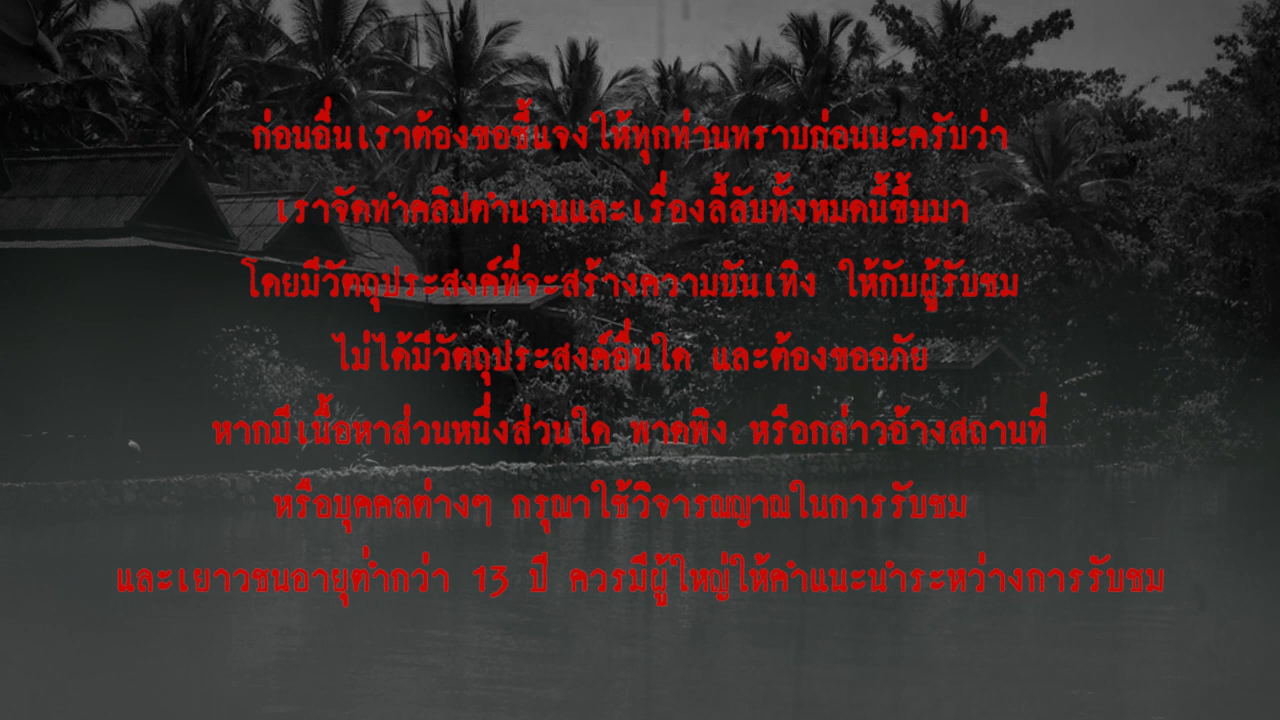 ก่อนอื่นเราต้องขอชี้แจงให้ทุกท่านทราบก่อนนะครับว่า
เราจัดทำคลิปตำนานและเรื่องลี้ลับทั้งหมดนี้ขึ้นมา
โดยมีวัตถุประสงค์ที่จะสร้างความบันเทิง ให้กับผู้รับชม
ไม่ได้มีวัตถุประสงค์อื่นใด และต้องขออภัย
หากมีเนื้อหาส่วนหนึ่งส่วนใด พาดพิง หรือกล่าวอ้างสถานที่
หรือบุคคลต่างๆ กรุณาใช้วิจารณญาณในการรับชม
และเยาวชนอายุต่ำกว่า 13 ปี ควรมีผู้ใหญ่ให้คำแนะนำระหว่างการรับชม